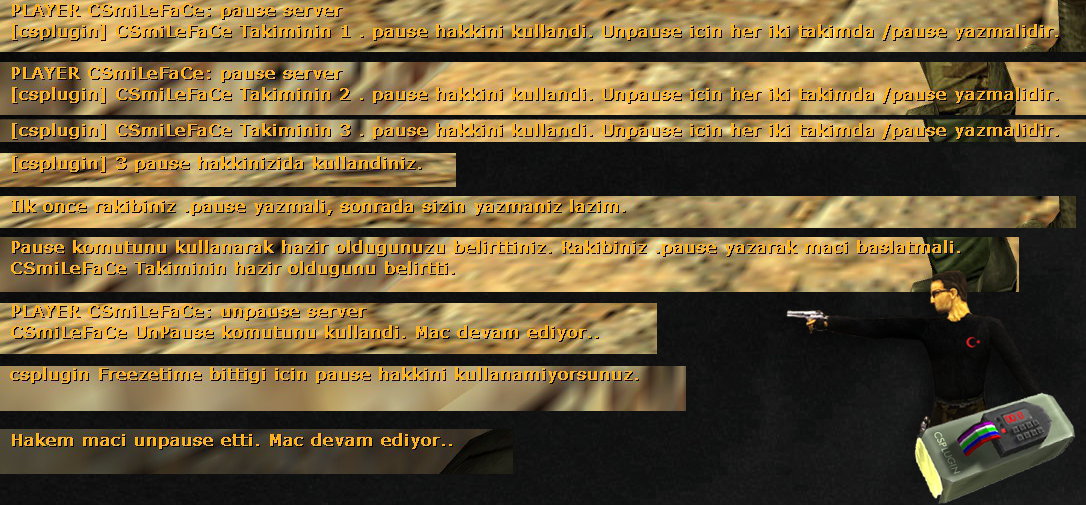 PLAYER CSmiLeFaCe: pause server
[csplugin] CSmiLeFaCe Takiminin 1 . pause hakkini kullandi. Unpause icin her iki takimda /pause yazmalidir.
PLAYER CSmiLeFaCe: pause server
[csplugin] CSmiLeFaCe Takiminin 2 . pause hakkini kullandi. Unpause icin her iki takimda /pause yazmalidir.
[csplugin] CSmiLeFaCe Takiminin 3 . pause hakkini kullandi. Unpause icin her iki takimda /pause yazmalidir.
[csplugin] 3 pause hakkinizida kullandiniz.
Ilk once rakibiniz .pause yazmali, sonrada sizin yazmaniz lazim.
Pause komutunu kullanarak hazir oldugunuzu belirttiniz. Rakibiniz .pause yazarak maci baslatmali.
CSmiLeFaCe Takiminin hazir oldugunu belirtti.
PLAYER CSmiLeFaCe: unpause server
CSmiLeFaCe UnPause komutunu kullandi. Mac devam ediyor..
csplugin Freezetime bittigi icin pause hakkini kullanamiyorsunuz.
Hakem maci unpause etti. Mac devam ediyor..
CSPLUGIN